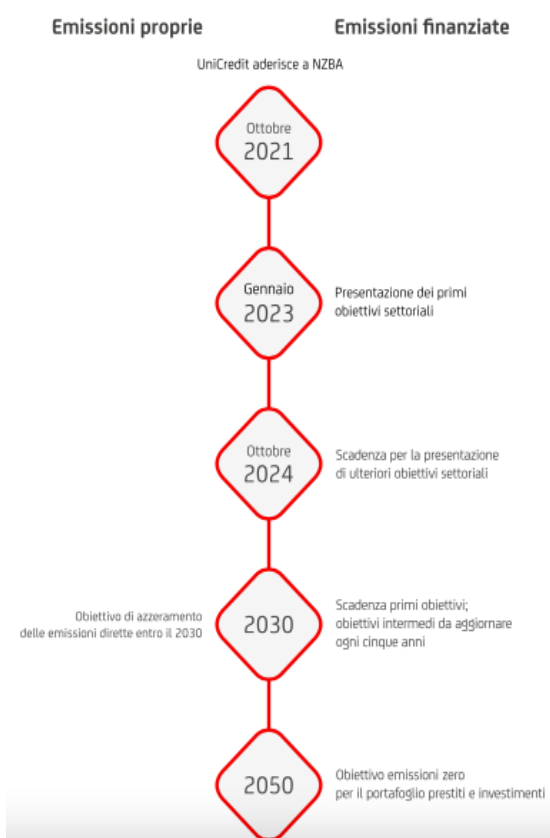 Emissioni proprie
Emissioni finanziate
UniCredit aderisce a NZBA
Ottobre
2021
Gennaio
2023
Presentazione dei primi
obiettivi settoriali
Ottobre
2024
Scadenza per la presentazione
di ulteriori obiettivi settoriali
Obiettivo di azzeramento
delle emissioni dirette entro il 2030
2030
Scadenza primi obiettivi;
obiettivi intermedi da aggiornare
ogni cinque anni
2050
Obiettivo emissioni zero
per il portafoglio prestiti e investimenti